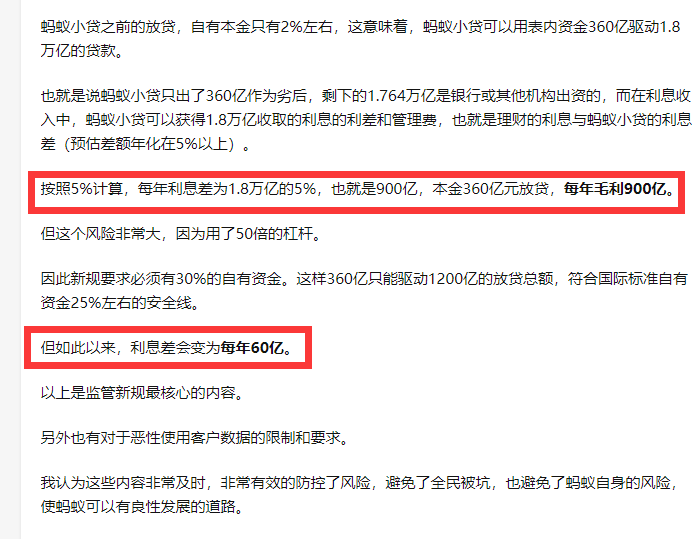 蚂蚁小贷之前的放贷，自有本金只有2%左右，这意味着，蚂蚁小贷可以用表内资金360亿驱动1.8
万亿的贷款。
也就是说蚂蚁小贷只出了360亿作为劣后，剩下的1.764万亿是银行或其他机构出资的，而在利息收
入中，蚂蚁小贷可以获得1.8万亿收取的利息的利差和管理费，也就是理财的利息与蚂蚁小贷的利息
差（预估差额年化在5%以上）。
按照5%计算，每年利息差为1.8万亿的5%，也就是900亿，本金360亿元放贷，每年毛利900亿。
但这个风险非常大，因为用了50倍的杠杆。
因此新规要求必须有30%的自有资金。这样360亿只能驱动1200亿的放贷总额，符合国际标准自有
资金25%左右的安全线。
但如此以来，利息差会变为每年60亿。
以上是监管新规最核心的内容。
另外也有对于恶性使用客户数据的限制和要求。
我认为这些内容非常及时，非常有效的防控了风险，避免了全民被坑，也避免了蚂蚁自身的风险，
使蚂蚁可以有良性发展的道路。